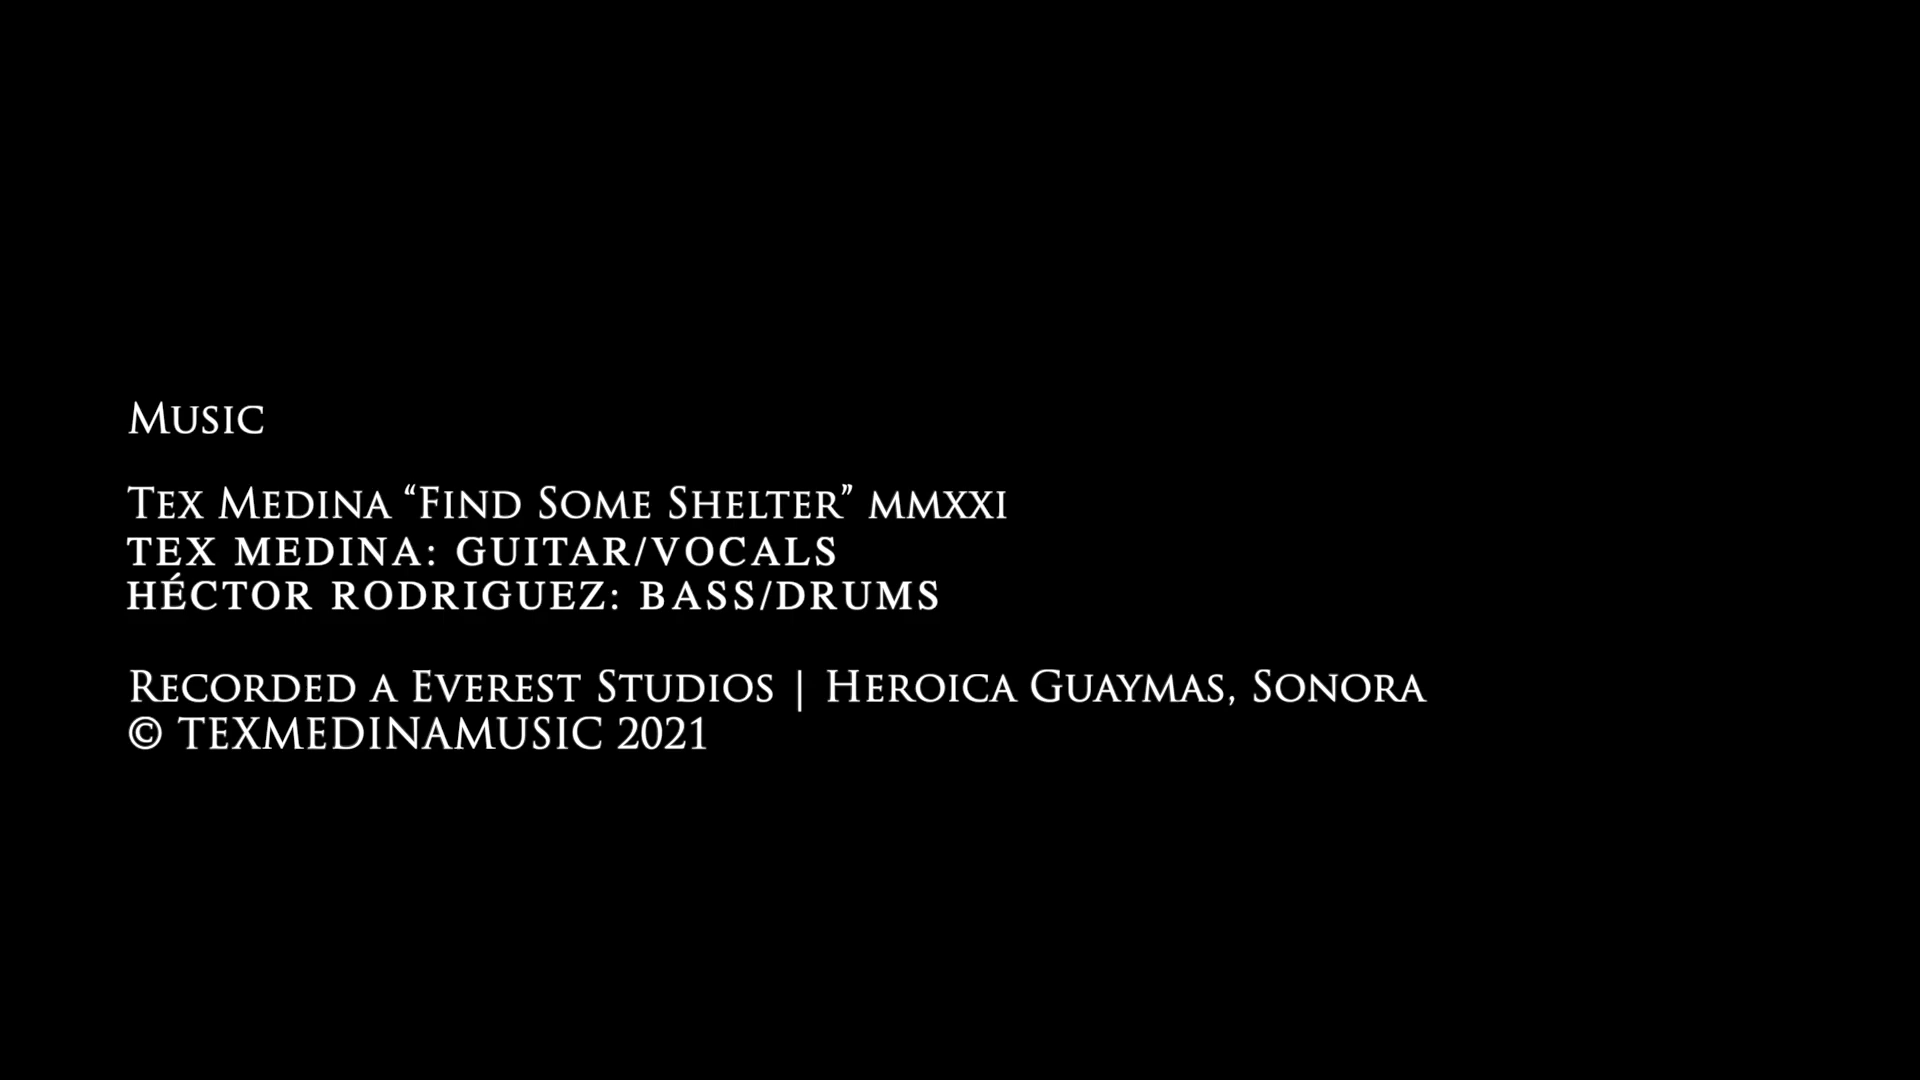 Music
Tex Medina “Find Some Shelter” MMXXI
TEX MEDINA: GUITAR/VOCALS
HÉCTOR RODRIGUEZ: BASS/DRUMS
Recorded a Everest Studios | Heroica Guaymas, Sonora
© TEXMEDINAMUSIC 2021